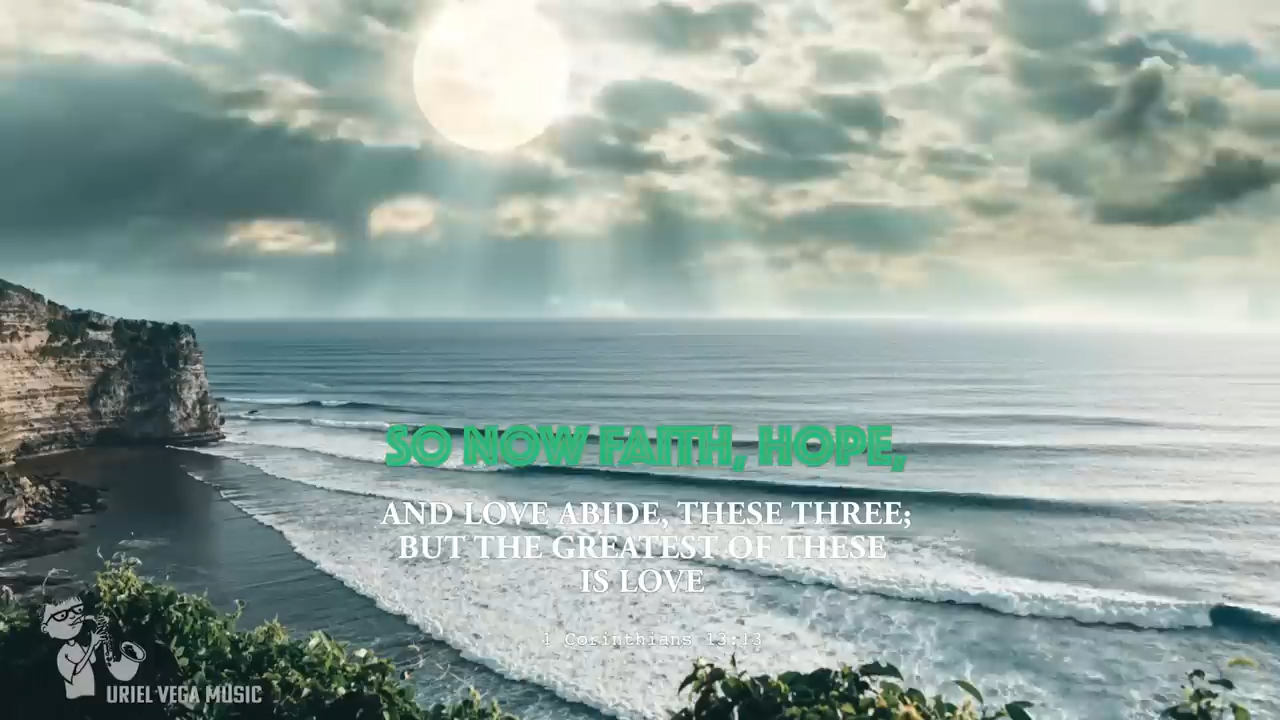 SO NOW FAITH, HOPE,
AND LOVE ABIDE, THESE THREE;
BUT THE GREATEST OF THESE
IS LOVE
1 Corinthians 13:13
URIEL VEGA MUSIC